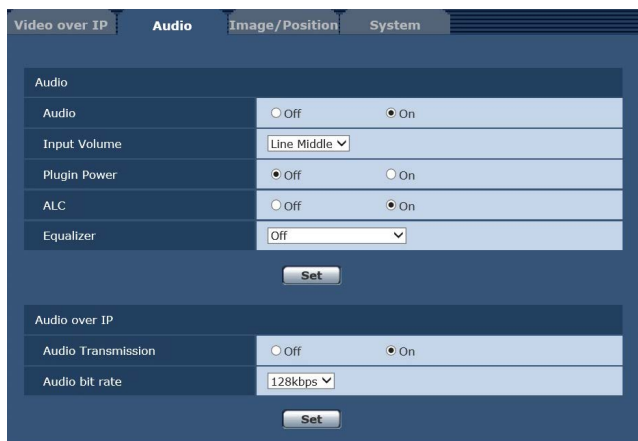 Video over IP Audio Image/Position System
Audio
Audio Off On
Input Volume Line Middle
Plugin Power Off On
ALC Off On
Equalizer Off
Set
Audio over IP
Audio Transmission Off On
Audio bit rate 128kbps
Set